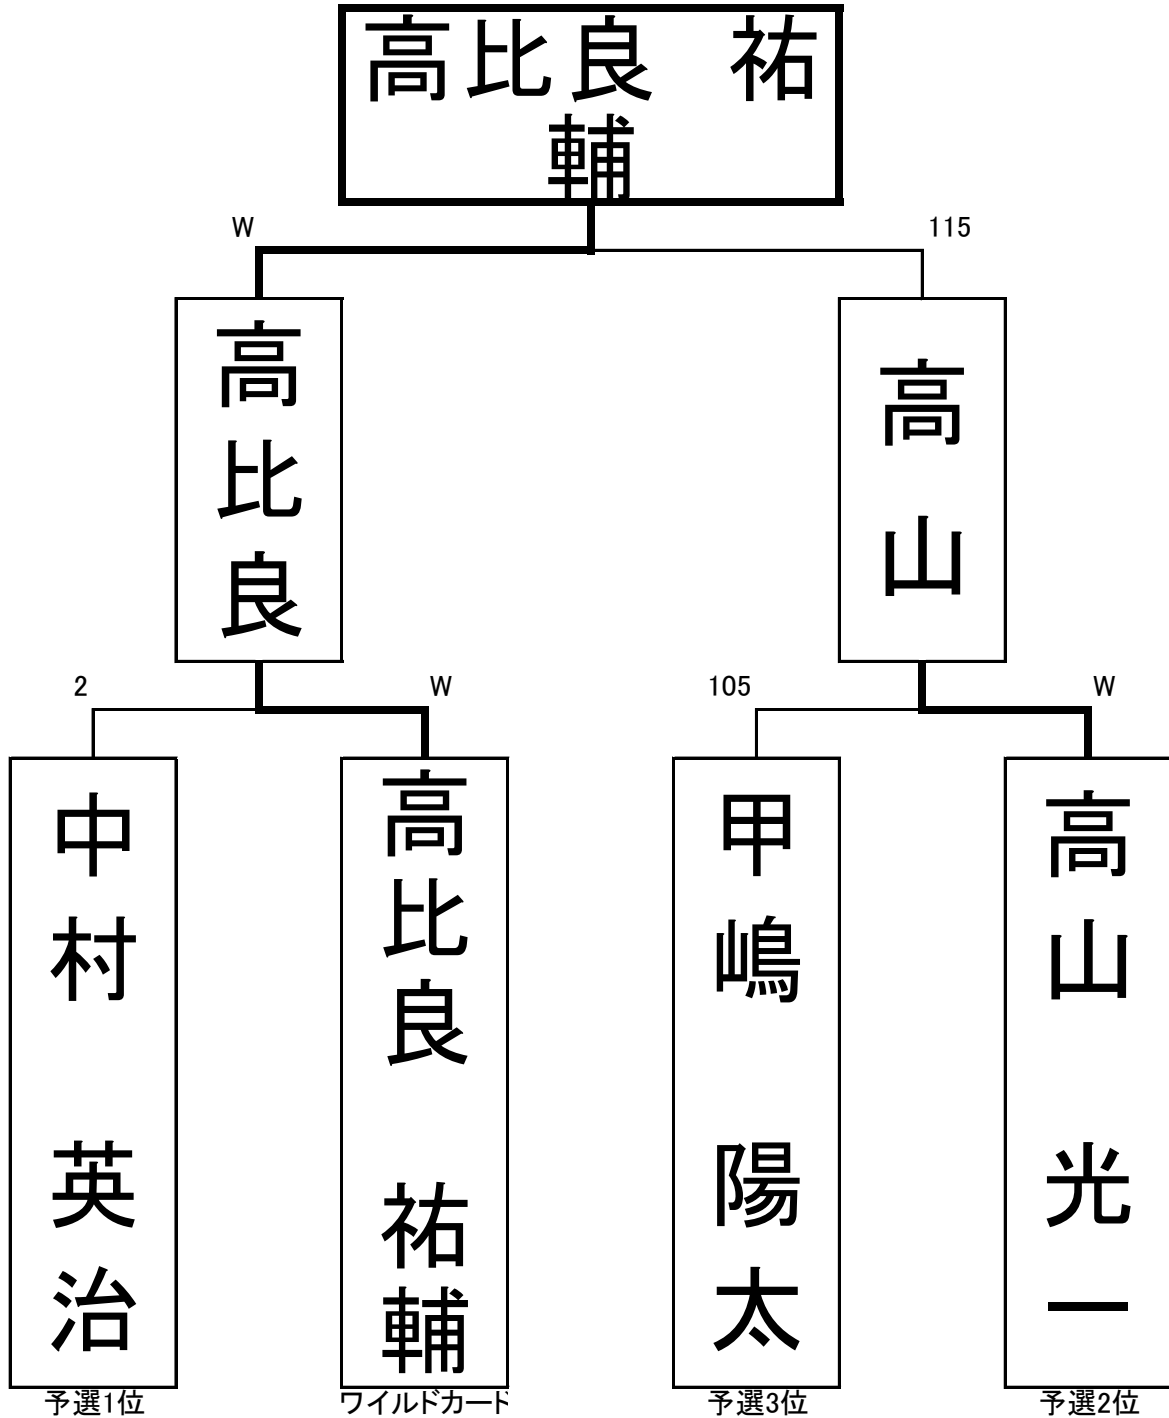 高比良　祐
輔
W
115
高比良
高山
2
W
105
W
中村　英治
高比良　祐輔
甲嶋　陽太
高山　光一
予選1位
ワイルドカード
予選3位
予選2位